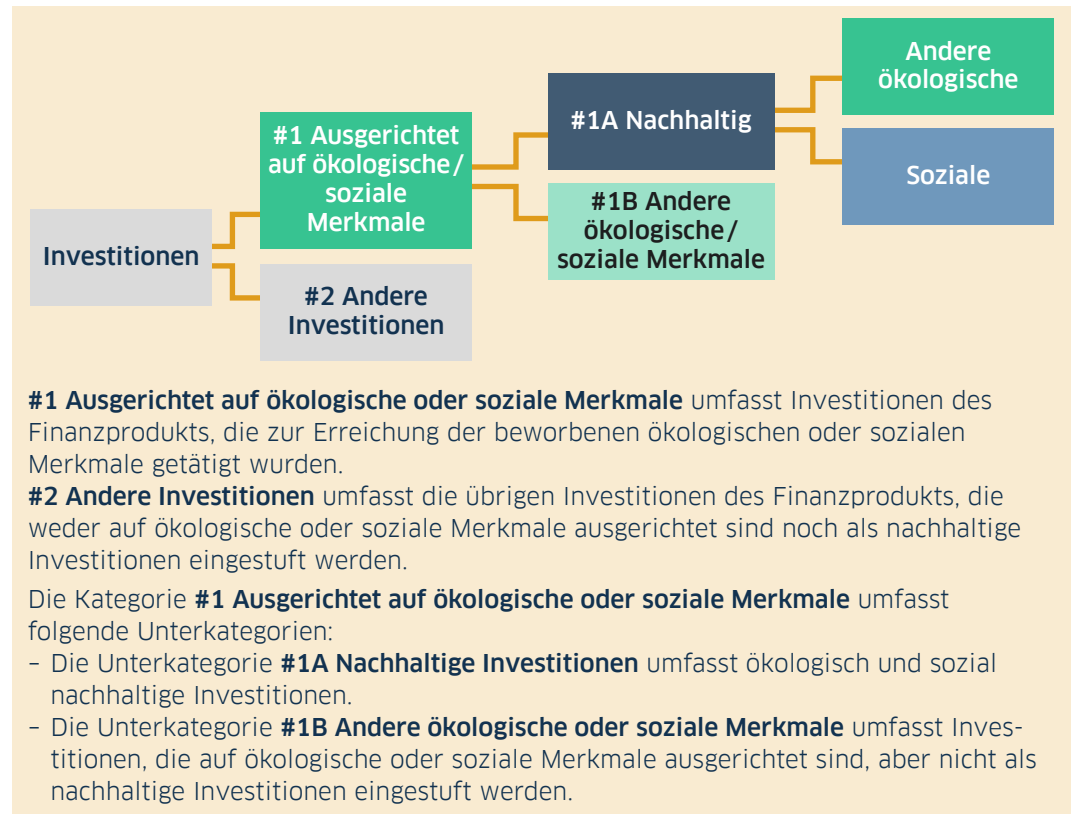 Andere
ökologische
#1A Nachhaltig
#1 Ausgerichtet
auf ökologische/
soziale
Merkmale
Soziale
#1B Andere
ökologische/
soziale Merkmale
Investitionen
#2 Andere
Investitionen
#1 Ausgerichtet auf ökologische oder soziale Merkmale umfasst Investitionen des
Finanzprodukts, die zur Erreichung der beworbenen ökologischen oder sozialen
Merkmale getätigt wurden.
#2 Andere Investitionen umfasst die übrigen Investitionen des Finanzprodukts, die
weder auf ökologische oder soziale Merkmale ausgerichtet sind noch als nachhaltige
Investitionen eingestuft werden.
Die Kategorie #1 Ausgerichtet auf ökologische oder soziale Merkmale umfasst
folgende Unterkategorien:
– Die Unterkategorie #1A Nachhaltige Investitionen umfasst ökologisch und sozial
nachhaltige Investitionen.
– Die Unterkategorie #1B Andere ökologische oder soziale Merkmale umfasst Inves-
titionen, die auf ökologische oder soziale Merkmale ausgerichtet sind, aber nicht als
nachhaltige Investitionen eingestuft werden.